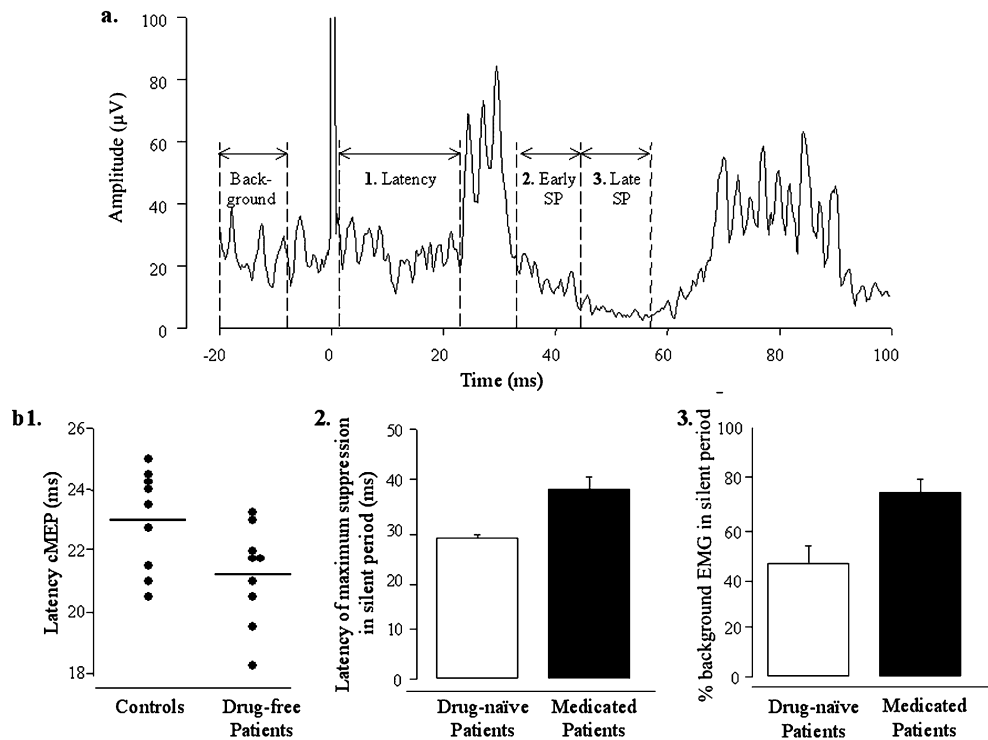 a.
Amplitude (µV)
100
80
60
40
20
0
Back-
ground
1. Latency
2. Early
SP
3. Late
SP
-20
0
20
40
60
80
100
Time (ms)
b1.
Latency cMEP (ms)
26
24
22
20
18
Controls
Drug-free
Patients
2.
Latency of maximum suppression
in silent period (ms)
50
40
30
20
10
0
Drug-naïve
Patients
Medicated
Patients
3.
% background EMG in silent period
100
80
60
40
20
0
Drug-naïve
Patients
Medicated
Patients